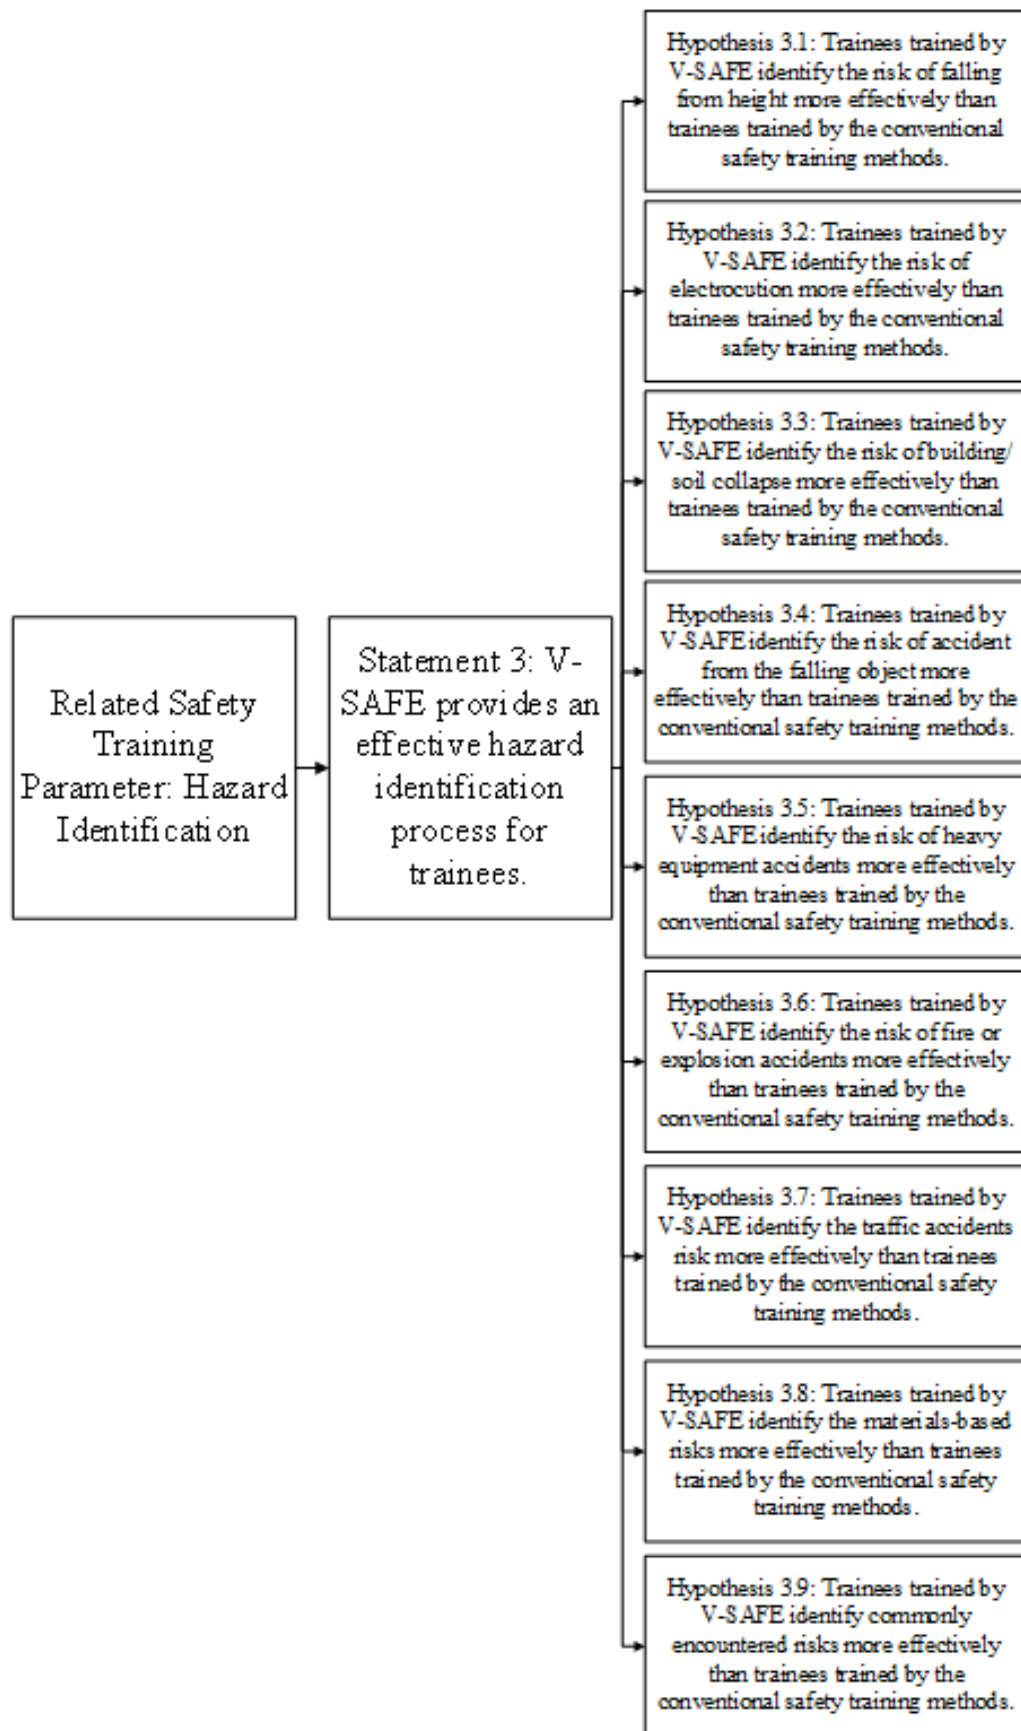 Hypothesis 3.1: Trainees trained by
V-SAFE identify the risk of falling
from height more effectively than
trainees trained by the conventional
safety training methods.
Hypothesis 3.2: Trainees trained by
V-SAFE identify the risk of
electrocution more effectively than
trainees trained by the conventional
safety training methods.
Hypothesis 3.3: Trainees trained by
V-SAFE identify the risk of building/
soil collapse more effectively than
trainees trained by the conventional
safety training methods.
Related Safety
Training
Parameter: Hazard
Identification
Statement 3: V-
SAFE provides an
effective hazard
identification
process for
trainees.
Hypothesis 3.4: Trainees trained by
V-SAFE identify the risk of accident
from the falling object more
effectively than trainees trained by the
conventional safety training methods.
Hypothesis 3.5: Trainees trained by
V-SAFE identify the risk of heavy
equipment accidents more effectively
than trainees trained by the
conventional safety training methods.
Hypothesis 3.6: Trainees trained by
V-SAFE identify the risk of fire or
explosion accidents more effectively
than trainees trained by the
conventional safety training methods.
Hypothesis 3.7: Trainees trained by
V-SAFE identify the traffic accidents
risk more effectively than trainees
trained by the conventional safety
training methods.
Hypothesis 3.8: Trainees trained by
V-SAFE identify the materials-based
risks more effectively than trainees
trained by the conventional safety
training methods.
Hypothesis 3.9: Trainees trained by
V-SAFE identify commonly
encountered risks more effectively
than trainees trained by the
conventional safety training methods.